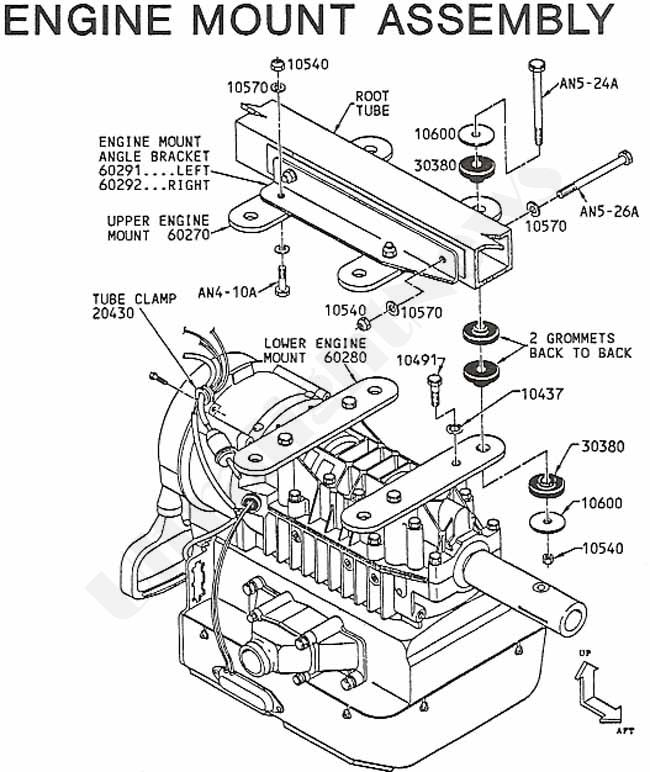 ENGINE MOUNT ASSEMBLY
10540
10570
ROOT
TUBE
AN5-24A
10600
30380
ENGINE MOUNT
ANGLE BRACKET
60291....LEFT
60292...RIGHT
AN5-26A
10570
UPPER ENGINE
MOUNT 60270
AN4-10A
10540
10570
TUBE CLAMP
20430
2 GROMMETS
BACK TO BACK
LOWER ENGINE
MOUNT 60280
10491
10437
30380
10600
10540
UP
AFT